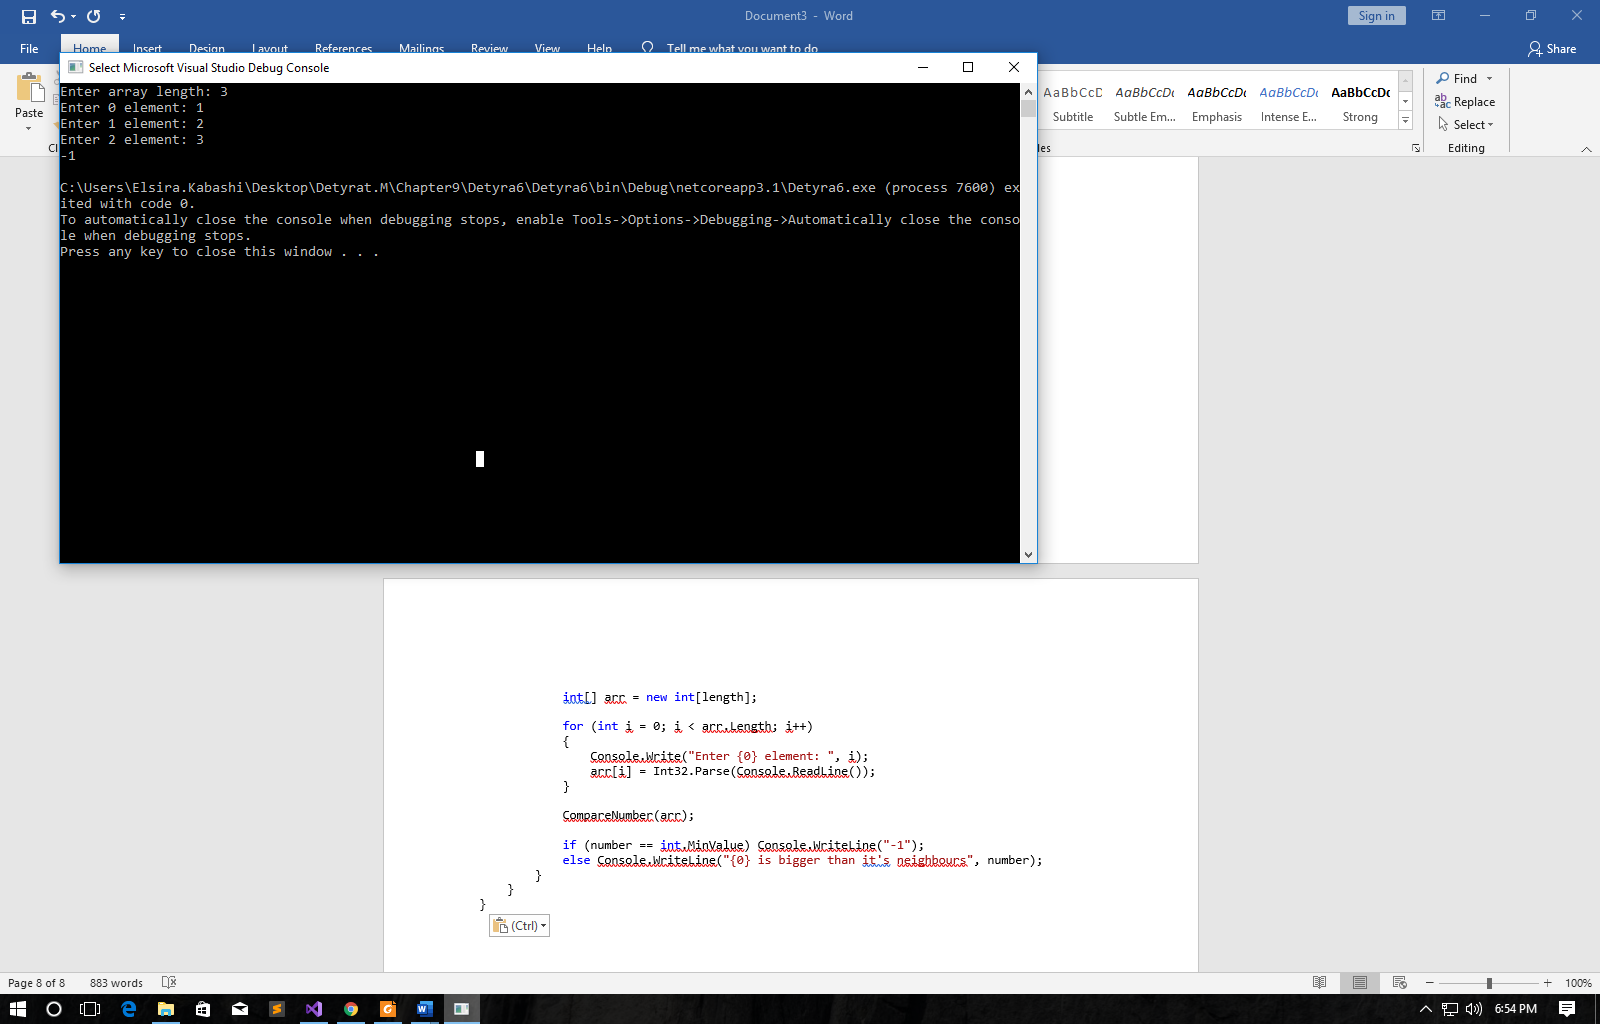 Document3 - Word
Sign in
File
Home
Insert
Design
Layout
References
Mailings
Review
View
Help
Tell me what you want to do
Share
Select Microsoft Visual Studio Debug Console
Paste
AaBbCcD
AaBbCcDc
AaBbCcDc
AaBbCcDc
AaBbCcDc
Subtitle
Subtle Em...
Emphasis
Intense E...
Strong
Find
Replace
Select
Editing
Enter array length: 3
Enter 0 element: 1
Enter 1 element: 2
Enter 2 element: 3
-1
C:\Users\Elsira.Kabashi\Desktop\Detyrat.M\Chapter9\Detyra6\Detyra6\bin\Debug\netcoreapp3.1\Detyra6.exe (process 7600) ex
ited with code 0.
To automatically close the console when debugging stops, enable Tools->Options->Debugging->Automatically close the conso
le when debugging stops.
Press any key to close this window . . .
int[] arr = new int[length];
for (int i = 0; i < arr.Length; i++)
{
Console.Write("Enter {0} element: ", i);
arr[i] = Int32.Parse(Console.ReadLine());
}
CompareNumber(arr);
if (number == int.MinValue) Console.WriteLine("-1");
else Console.WriteLine("{0} is bigger than it's neighbours", number);
}
}
}
(Ctrl)
Page 8 of 8
883 words
100%
6:54 PM